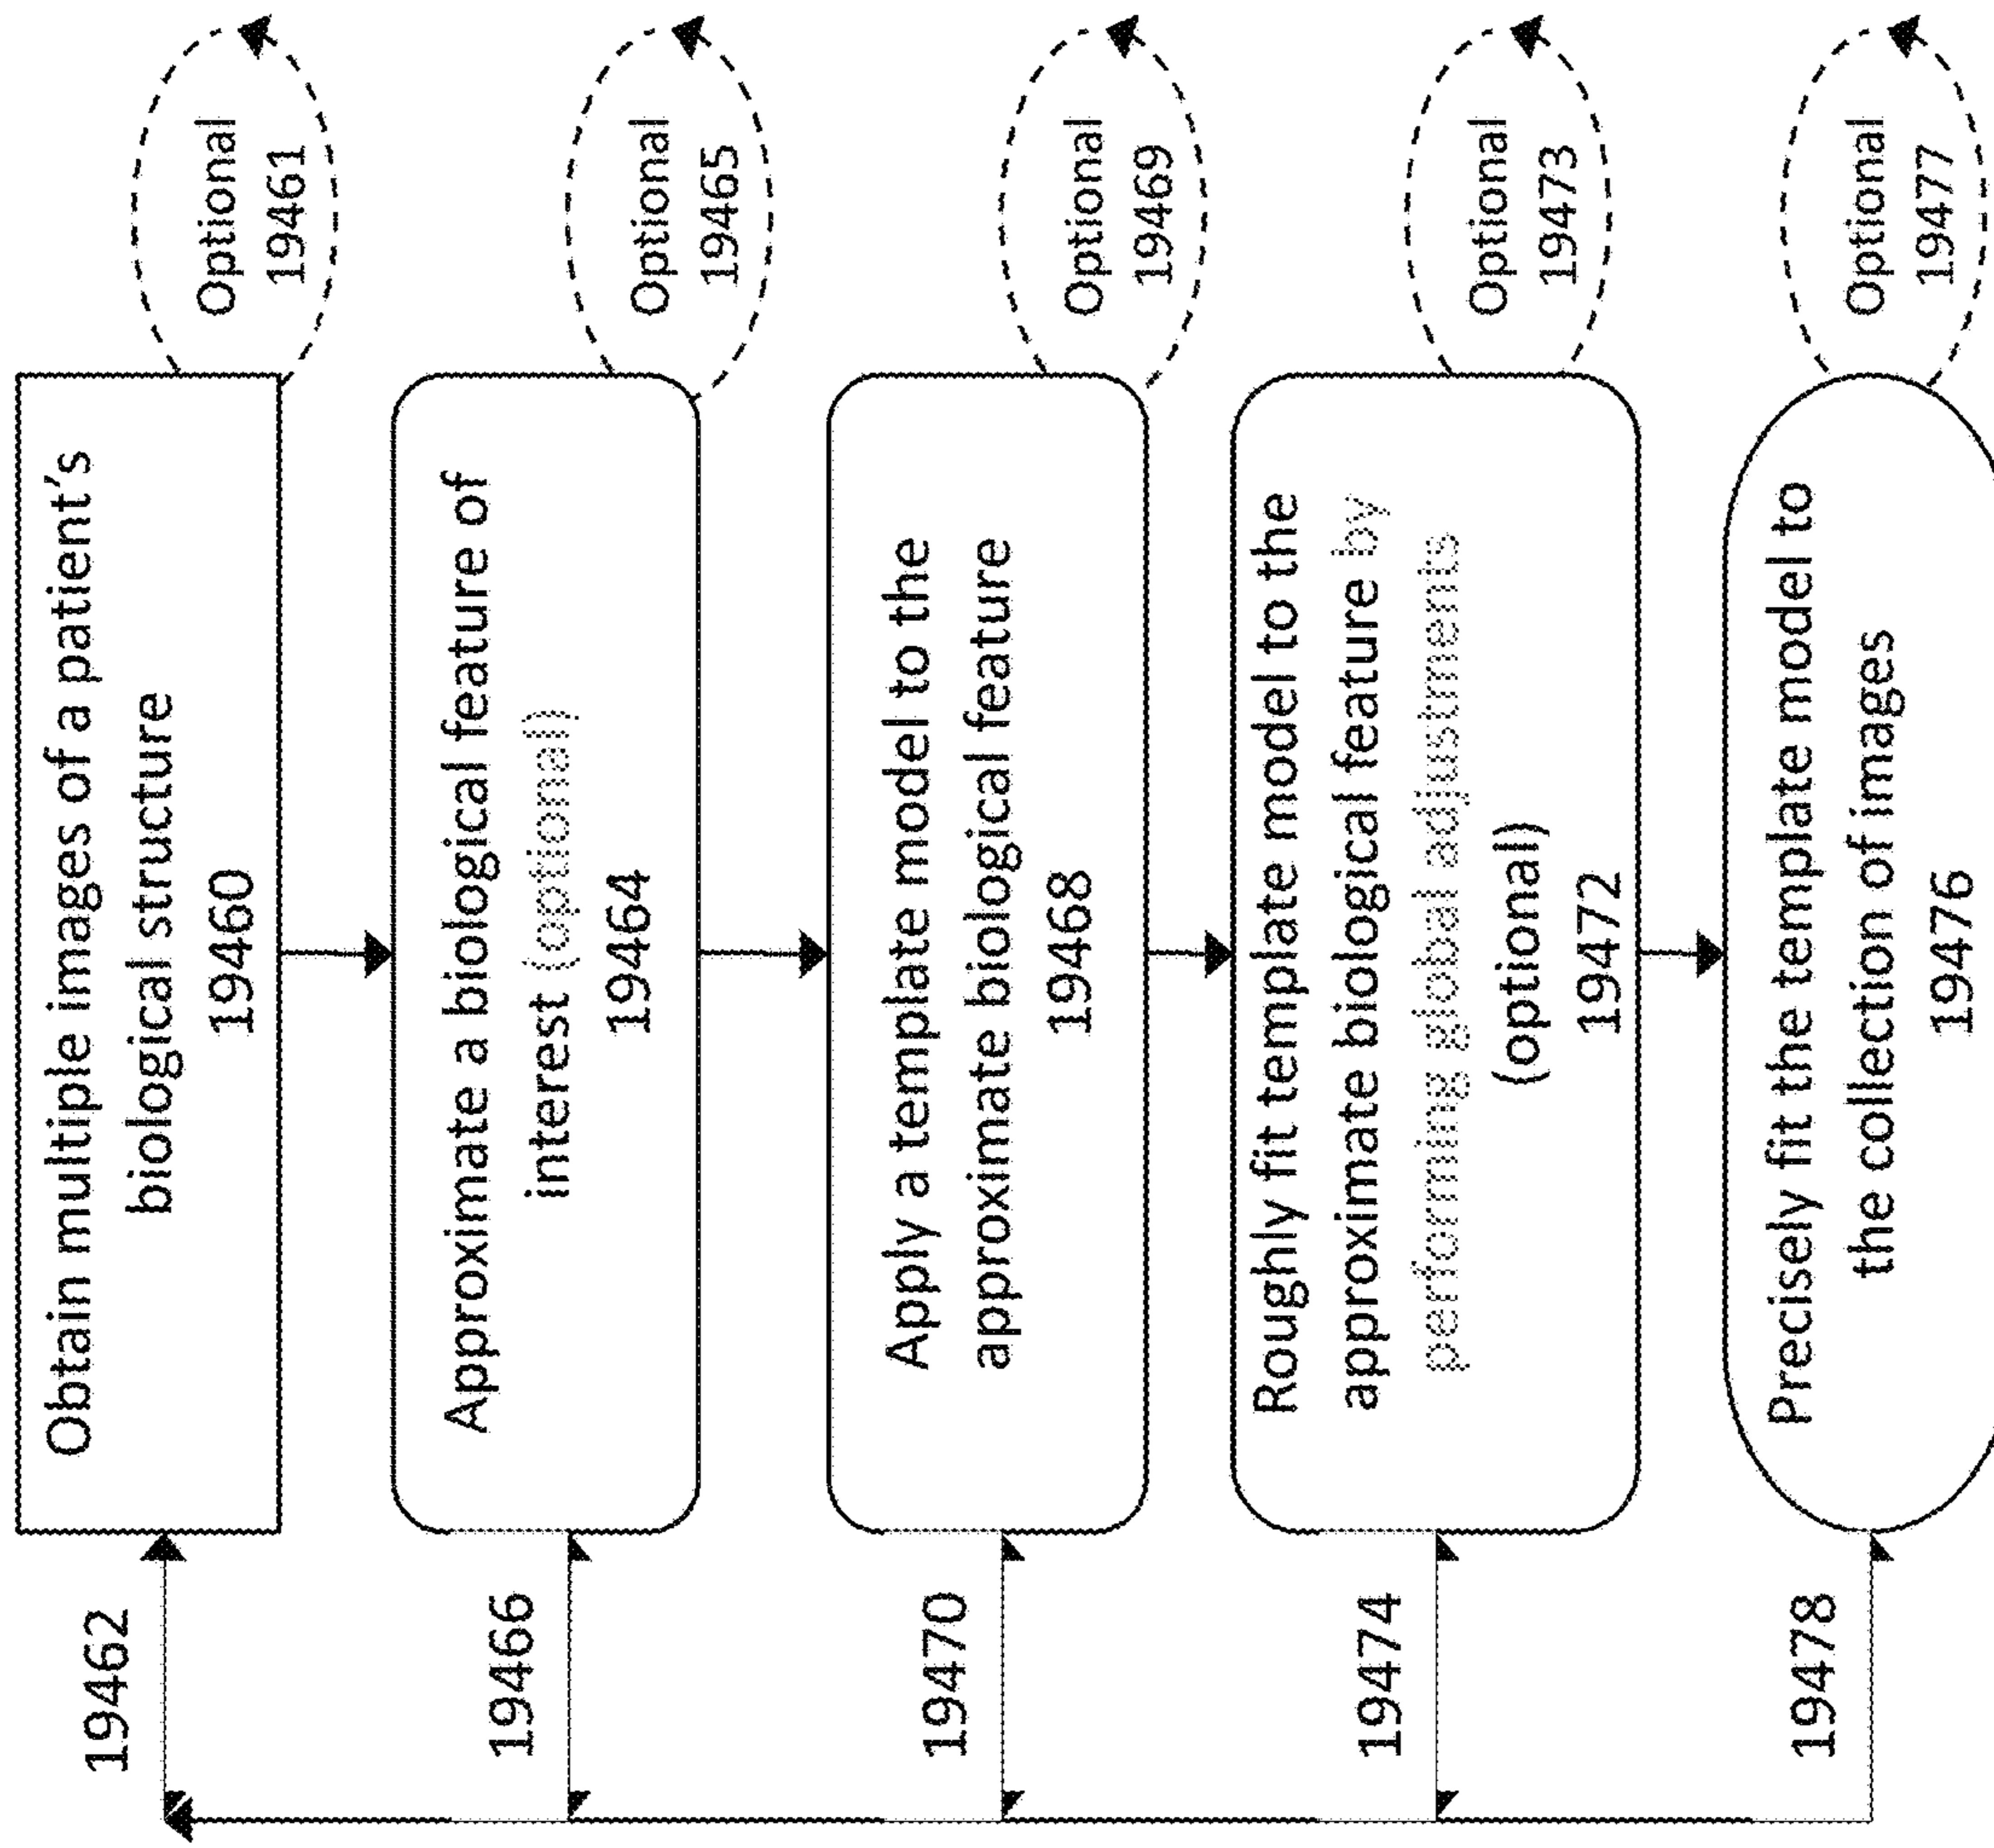 Obtain multiple images of a patient's
biological structure
19460
Optional
19461
19462
Approximate a biological feature of
interest (optional)
19464
Optional
19465
19466
Apply a template model to the
approximate biological feature
19468
Optional
19469
19470
Roughly fit template model to the
approximate biological feature by
performing global adjustments
(optional)
19472
Optional
19473
19474
Precisely fit the template model to
the collection of images
19476
Optional
19477
19478